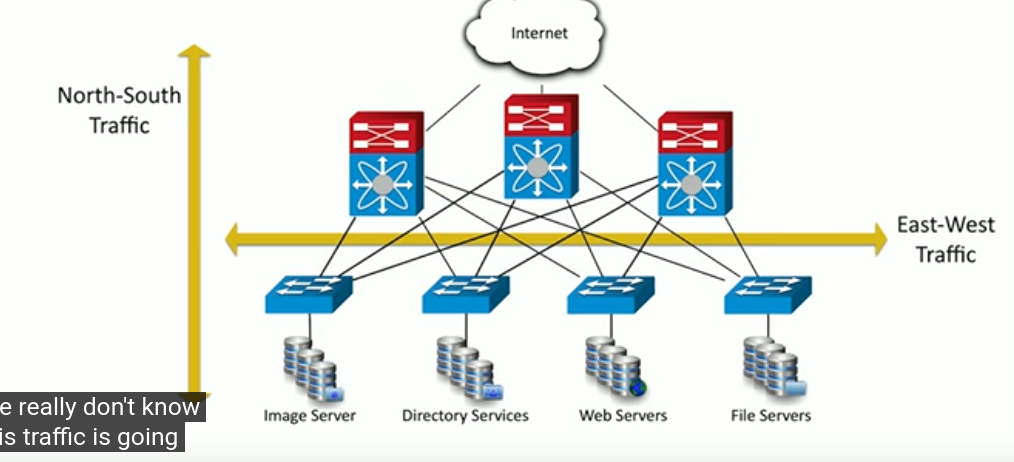 Internet
North-South
Traffic
East-West
Traffic
Image Server
Directory Services
Web Servers
File Servers
e really don't know
is traffic is going